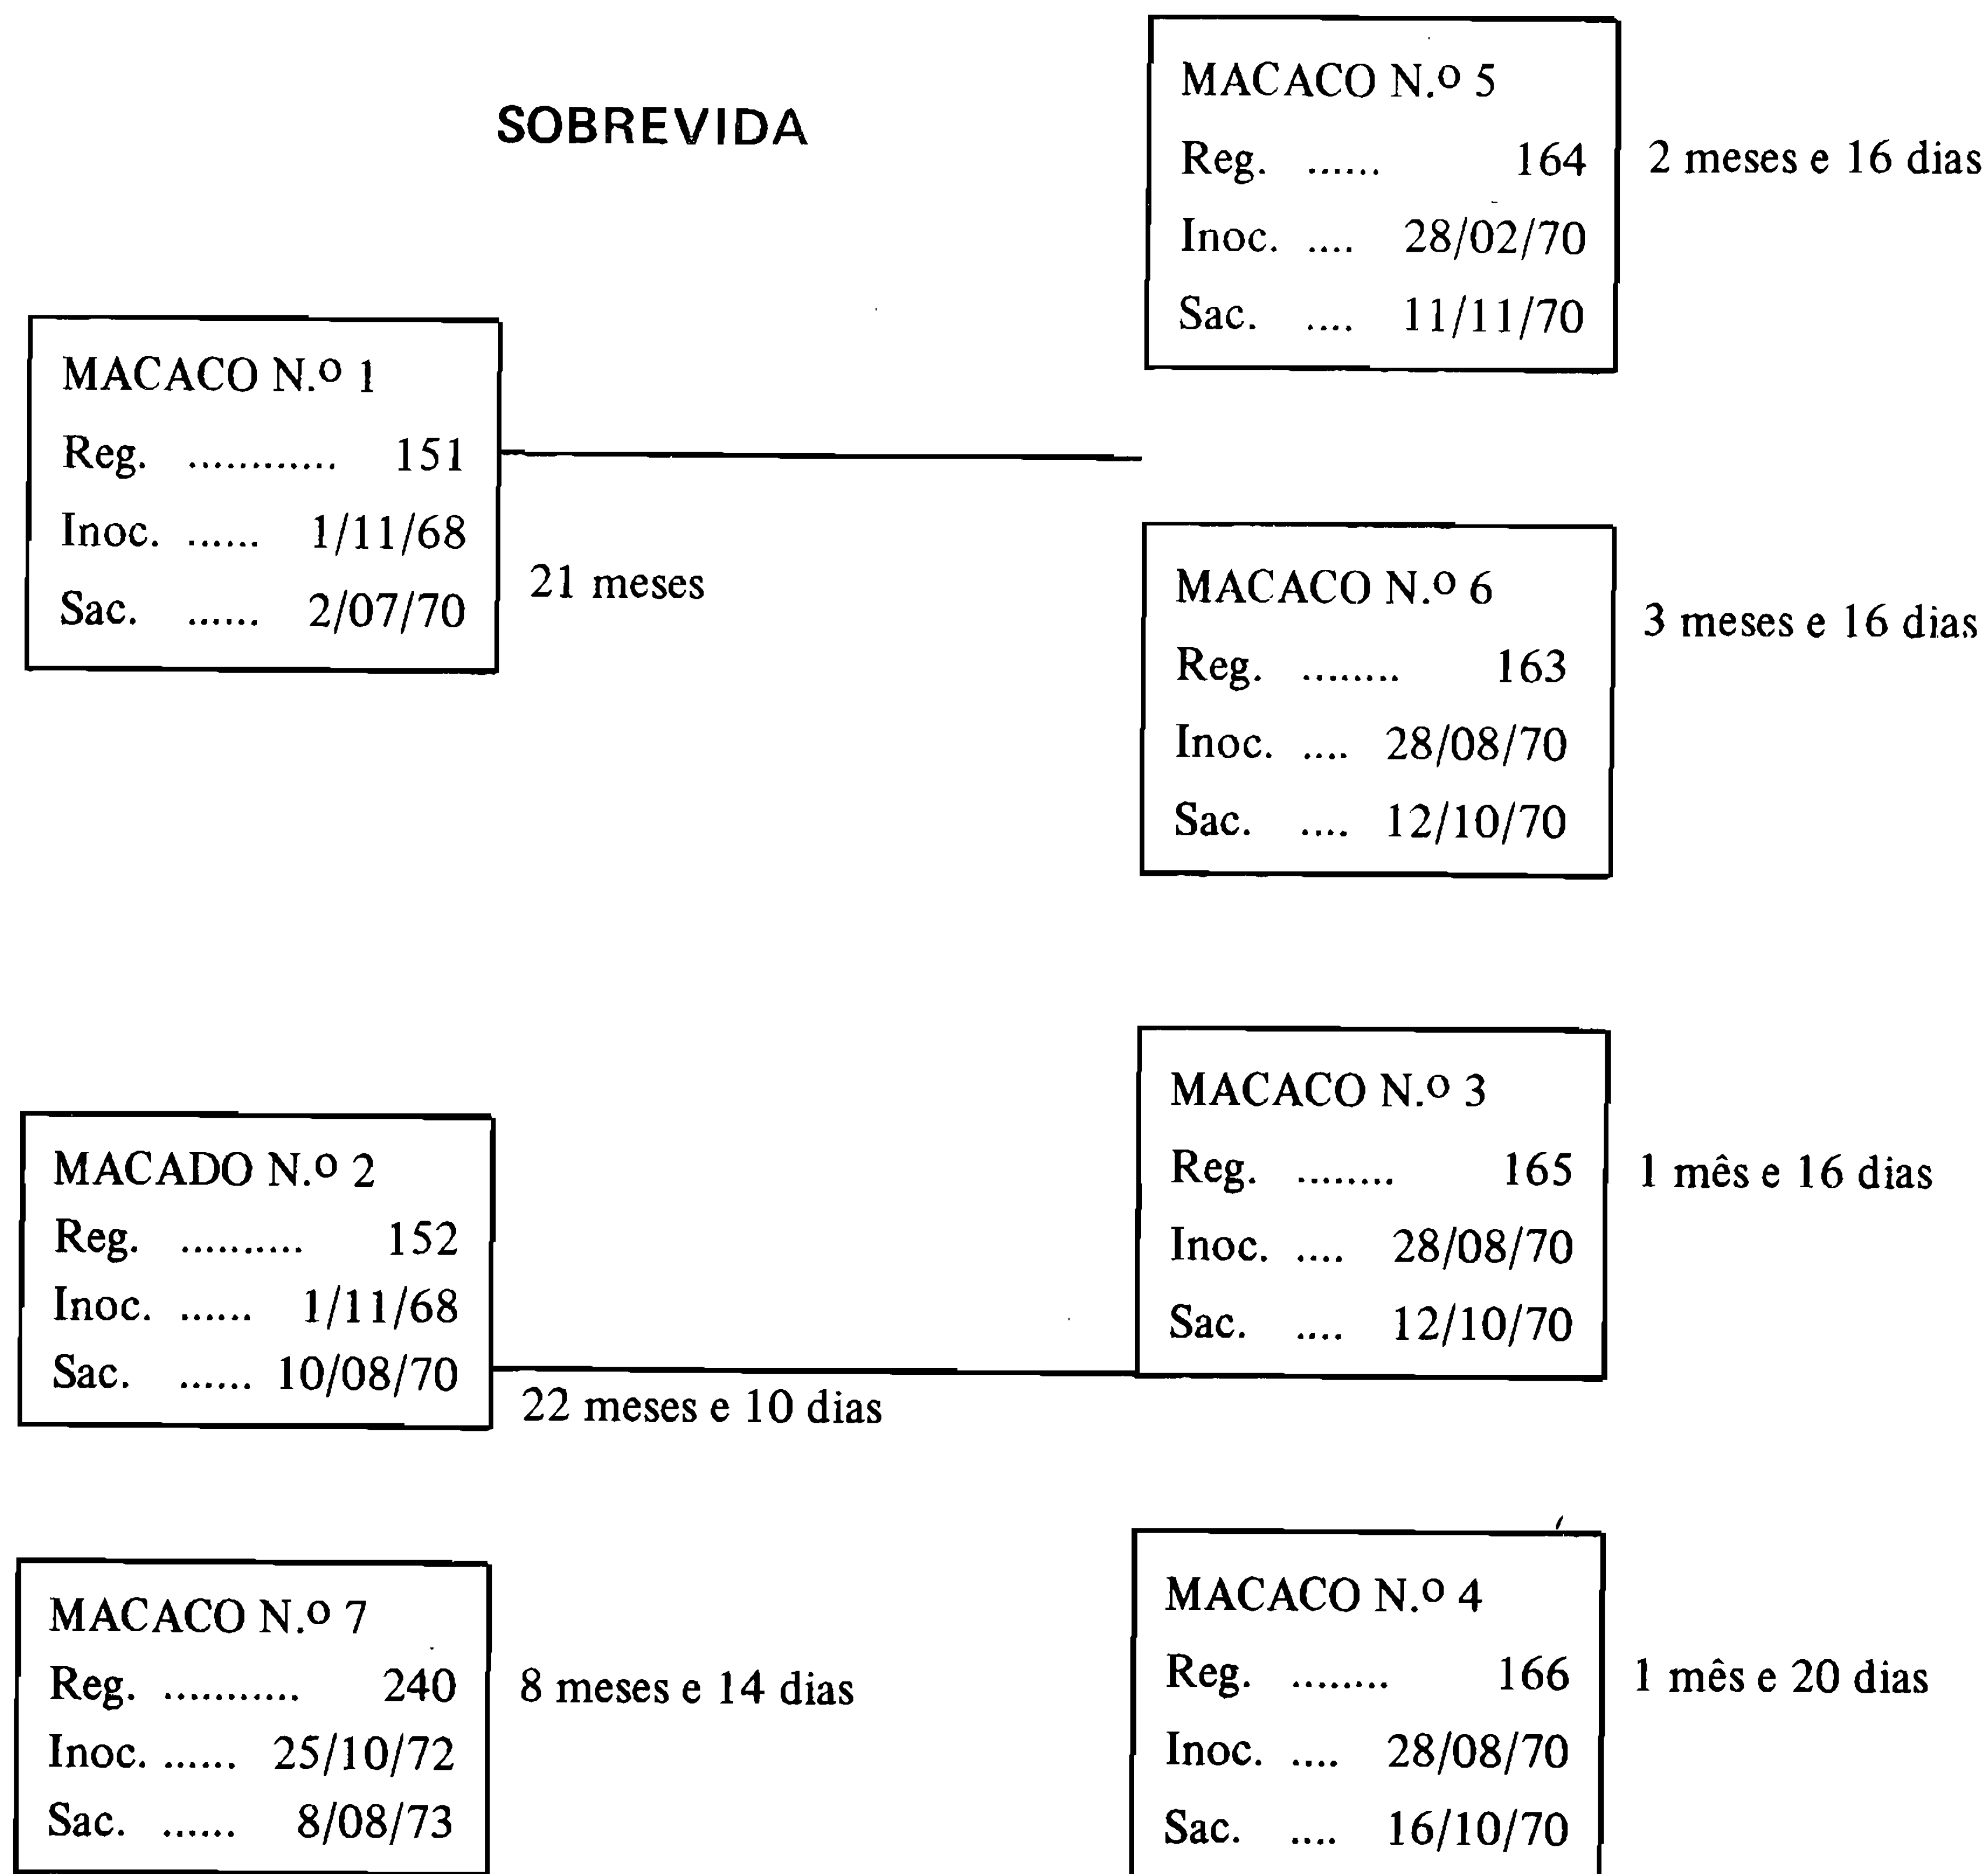 SOBREVIDA
MACACO N.º 5
Reg. ...... 164
Inoc. .... 28/02/70
Sac. .... 11/11/70
2 meses e 16 dias
MACACO N.º 1
Reg. ............ 151
Inoc. ...... 1/11/68
Sac. ...... 2/07/70
21 meses
MACACO N.º 6
Reg. ........ 163
Inoc. .... 28/08/70
Sac. .... 12/10/70
3 meses e 16 dias
MACADO N.º 2
Reg. .......... 152
Inoc. ...... 1/11/68
Sac. ...... 10/08/70
22 meses e 10 dias
MACACO N.º 3
Reg. ........ 165
Inoc. .... 28/08/70
Sac. .... 12/10/70
1 mês e 16 dias
MACACO N.º 7
Reg. ........... 240
Inoc. ...... 25/10/72
Sac. ...... 8/08/73
8 meses e 14 dias
MACACO N.º 4
Reg. ........ 166
Inoc. .... 28/08/70
Sac. .... 16/10/70
1 mês e 20 dias